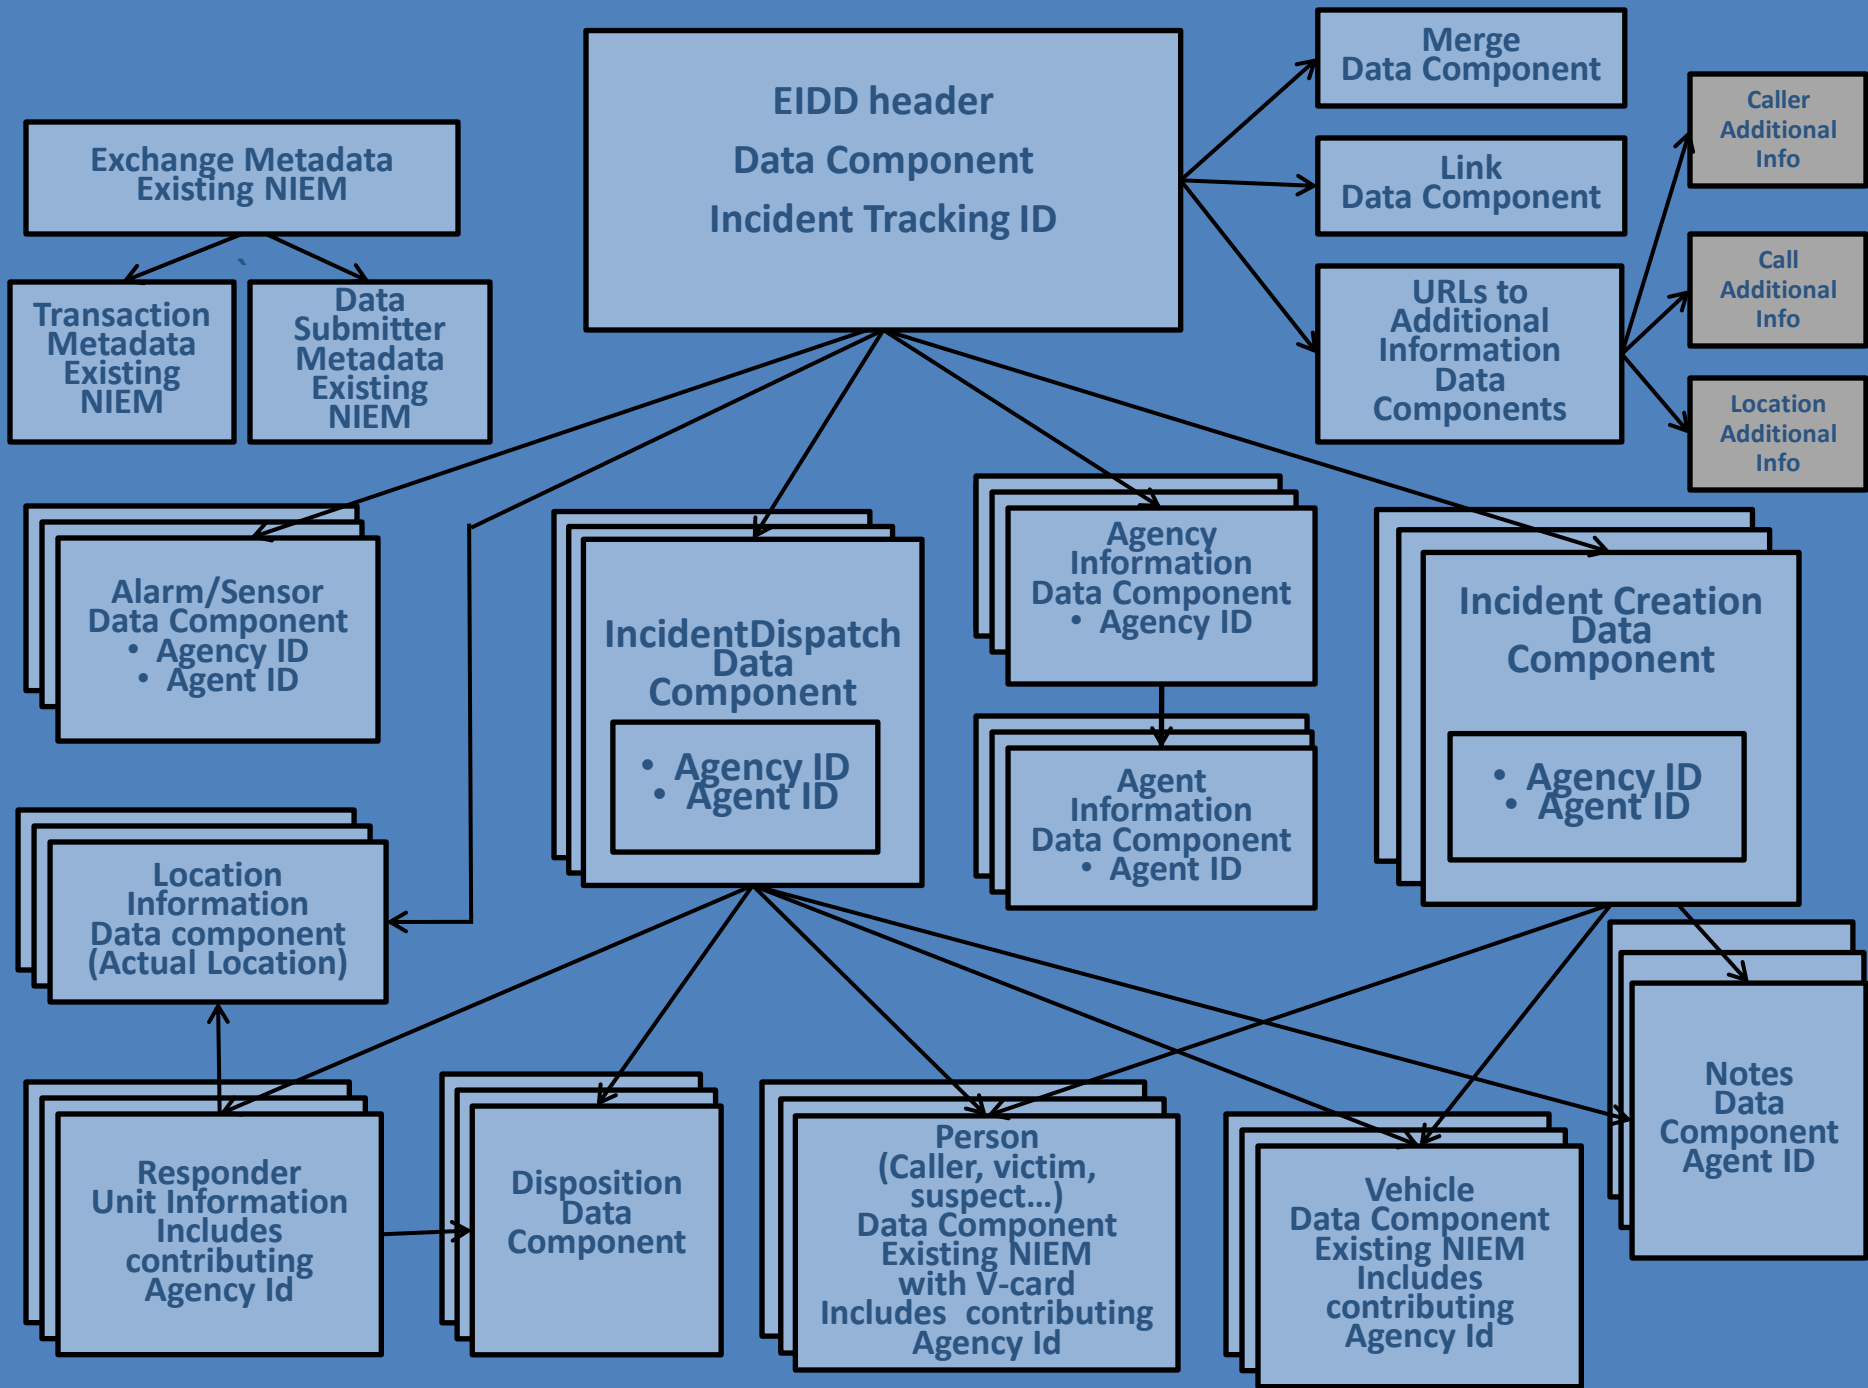 EIDD header
Data Component
Incident Tracking ID
Merge
Data Component
Link
Data Component
URLs to
Additional
Information
Data
Components
Caller
Additional
Info
Call
Additional
Info
Location
Additional
Info
Exchange Metadata
Existing NIEM
`
Transaction
Metadata
Existing
NIEM
Data
Submitter
Metadata
Existing
NIEM
Alarm/Sensor
Data Component
• Agency ID
• Agent ID
IncidentDispatch
Data
Component
• Agency ID
• Agent ID
Agency
Information
Data Component
• Agency ID
Agent
Information
Data Component
• Agent ID
Incident Creation
Data
Component
• Agency ID
• Agent ID
Location
Information
Data component
(Actual Location)
Responder
Unit Information
Includes
contributing
Agency Id
Disposition
Data
Component
Person
(Caller, victim,
suspect...)
Data Component
Existing NIEM
with V-card
Includes contributing
Agency Id
Vehicle
Data Component
Existing NIEM
Includes
contributing
Agency Id
Notes
Data
Component
Agent ID